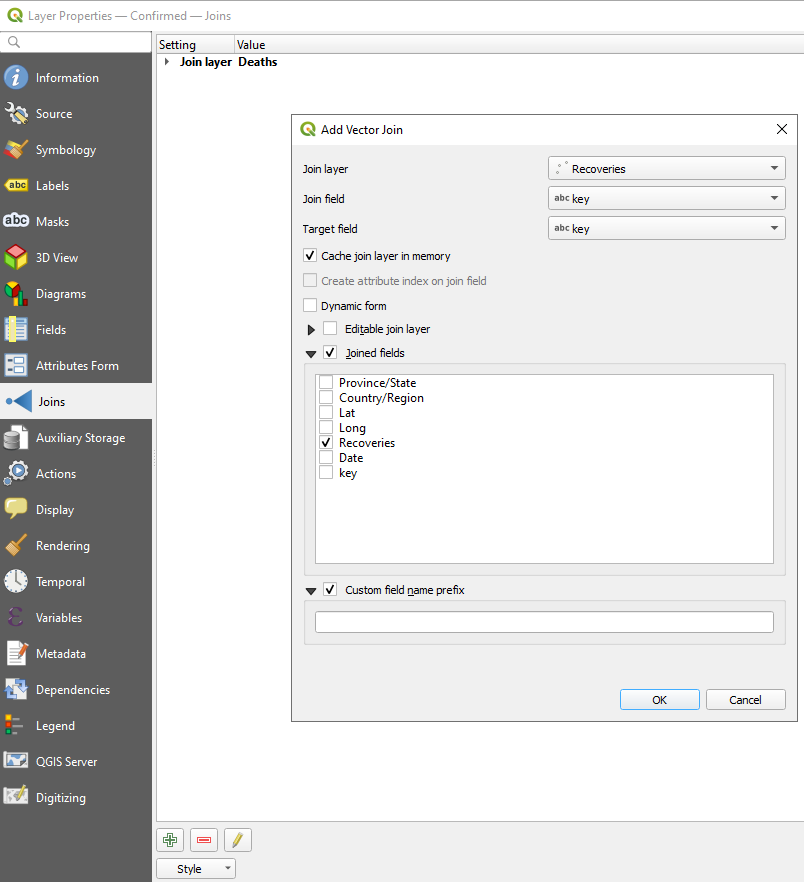 Layer Properties — Confirmed — Joins
Setting Value
Join layer Deaths
Information
Source
Symbology
abc Labels
abc Masks
3D View
Diagrams
Fields
Attributes Form
Joins
Auxiliary Storage
Actions
Display
Rendering
Temporal
Variables
Metadata
Dependencies
Legend
QGIS Server
Digitizing
Add Vector Join
Join layer Recoveries
Join field abc key
Target field abc key
Cache join layer in memory
Create attribute index on join field
Dynamic form
Editable join layer
Joined fields
Province/State
Country/Region
Lat
Long
Recoveries
Date
key
Custom field name prefix
OK Cancel
Style